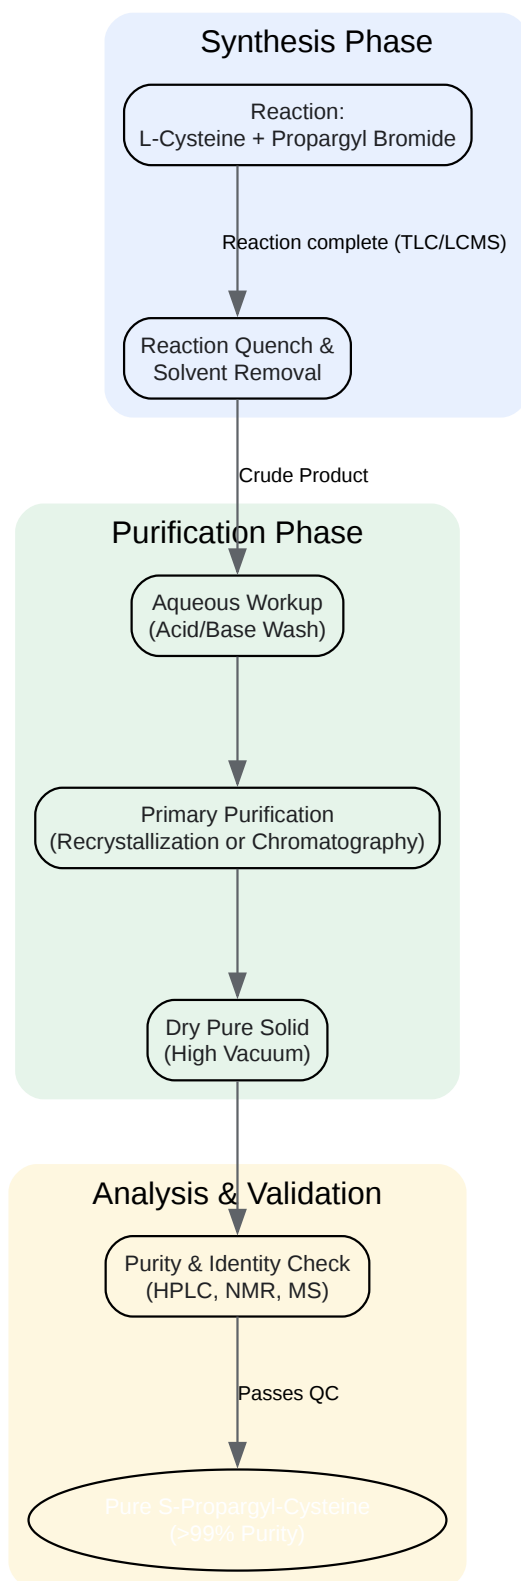 Synthesis Phase
Reaction:
L-Cysteine + Propargyl Bromide
Reaction complete (TLC/LCMS)
Reaction Quench &
Solvent Removal
Crude Product
Purification Phase
Aqueous Workup
(Acid/Base Wash)
Primary Purification
(Recrystallization or Chromatography)
Dry Pure Solid
(High Vacuum)
Analysis & Validation
Purity & Identity Check
(HPLC, NMR, MS)
Passes QC
Pure S-Propargyl-Cysteine
(>99% Purity)